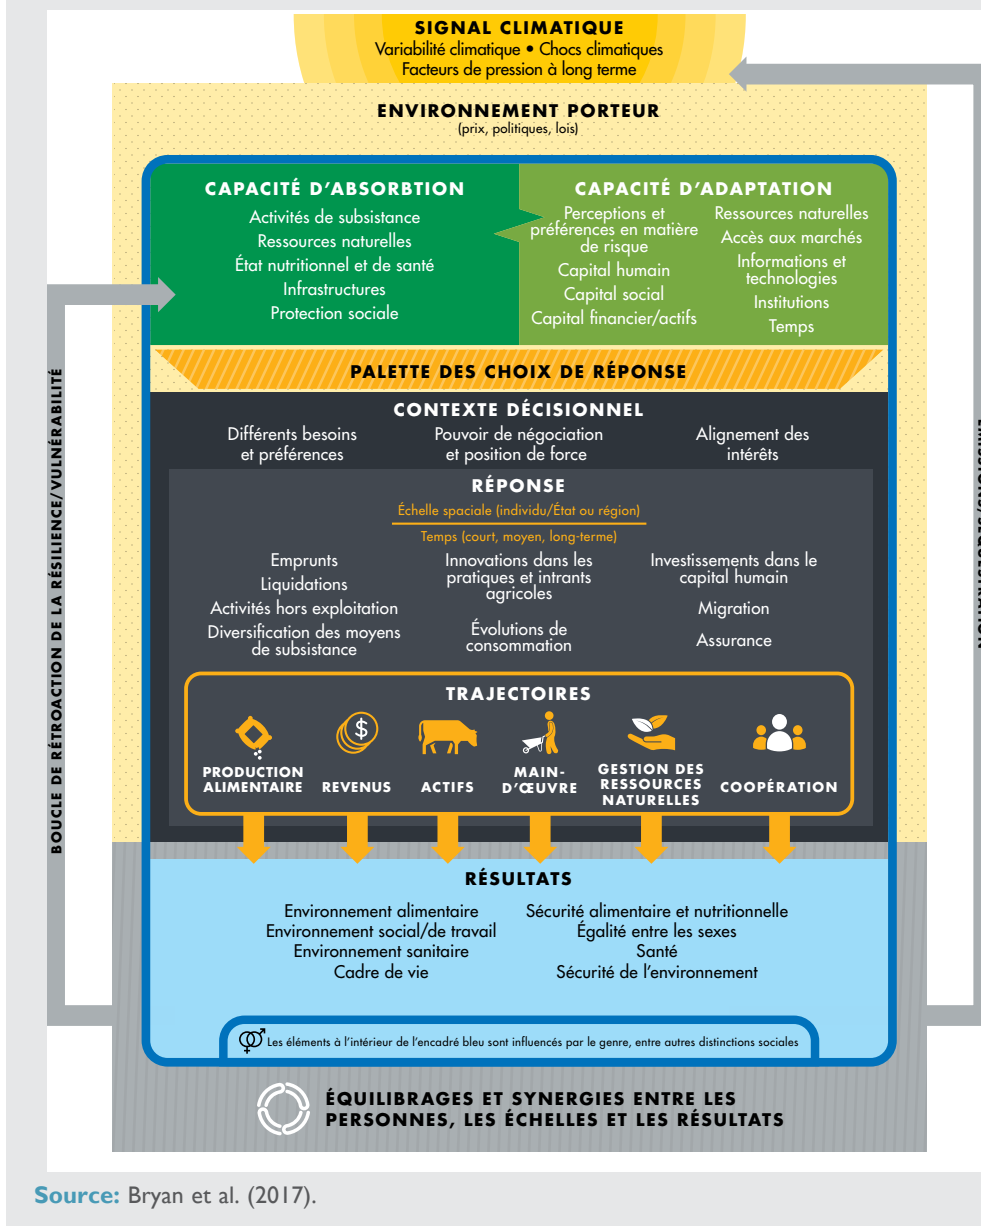 SIGNAL CLIMATIQUE
Variabilité climatique • Chocs climatiques
Facteurs de pression à long terme
ENVIRONNEMENT PORTEUR
(prix, politiques, lois)
CAPACITÉ D'ABSORBTION
Activités de subsistance
Ressources naturelles
État nutritionnel et de santé
Infrastructures
Protection sociale
CAPACITÉ D'ADAPTATION
Perceptions et
préférences en matière
de risque
Capital humain
Capital social
Capital financier/actifs
Ressources naturelles
Accès aux marchés
Informations et
technologies
Institutions
Temps
PALETTE DES CHOIX DE RÉPONSE
CONTEXTE DÉCISIONNEL
Différents besoins
et préférences
Pouvoir de négociation
et position de force
Alignement des
intérêts
RÉPONSE
Échelle spaciale (individu/État ou région)
Temps (court, moyen, long-terme)
Emprunts
Liquidations
Activités hors exploitation
Diversification des moyens
de subsistance
Innovations dans les
pratiques et intrants
agricoles
Évolutions de
consommation
Investissements dans le
capital humain
Migration
Assurance
TRAJECTOIRES
$
PRODUCTION
ALIMENTAIRE
REVENUS
ACTIFS
MAIN-
D'ŒUVRE
GESTION DES
RESSOURCES
NATURELLES
COOPÉRATION
RÉSULTATS
Environnement alimentaire
Environnement social/de travail
Environnement sanitaire
Cadre de vie
Sécurité alimentaire et nutritionnelle
Égalité entre les sexes
Santé
Sécurité de l'environnement
Les éléments à l'intérieur de l'encadré bleu sont influencés par le genre, entre autres distinctions sociales
ÉQUILIBRAGES ET SYNERGIES ENTRE LES
PERSONNES, LES ÉCHELLES ET LES RÉSULTATS
BOUCLE DE RÉTROACTION DE LA RÉSILIENCE/VULNÉRABILITÉ
Source: Bryan et al. (2017).